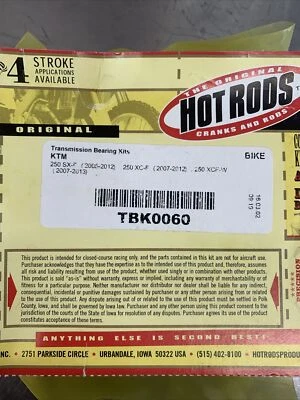 4 STROKE
APPLICATIONS
AVAILABLE
THE ORIGINAL
HOT RODS
CRANKS AND RODS
ORIGINAL
Transmission Bearing Kits
KTM
BIKE
250 SX-F (2006-2012) , 250 XC-F (2007-2012) , 250 XCF-W
(2007-2013)
16 03 02
29 15
TBK0060
This product is intended for closed-course racing only, and the parts contained in this kit are not for aircraft use.
Purchaser acknowledges that they have the expertise to mount this product and, therefore, assumes
all risk and liability resulting from use of the product, whether used singly or in combination with other products.
This Product is sold "as-is" without warranty, express or implied, including any warranty of merchantability or of
fitness for a particular purpose. Neither manufacturer nor distributor nor dealer shall be liable for any indirect,
consequential, incidental or punitive damages sustained by purchaser or any other person arising from or related
to the use of this product. Any dispute arising out of or related to the use of this product must be settled in Polk
County, Iowa, and shall be governed by Iowa law. Purchaser and any other person using this product consent to the
jurisdiction of the courts of the State of Iowa for resolution of any disputes. Purchaser agrees use of its product
constitutes acceptance of these terms.
ANYTHING ELSE IS SECOND BEST!
INC. • 2751 PARKSIDE CIRCLE • URBANDALE, IOWA 50322 USA • (515) 402-8100 • HOTRODSPRODU